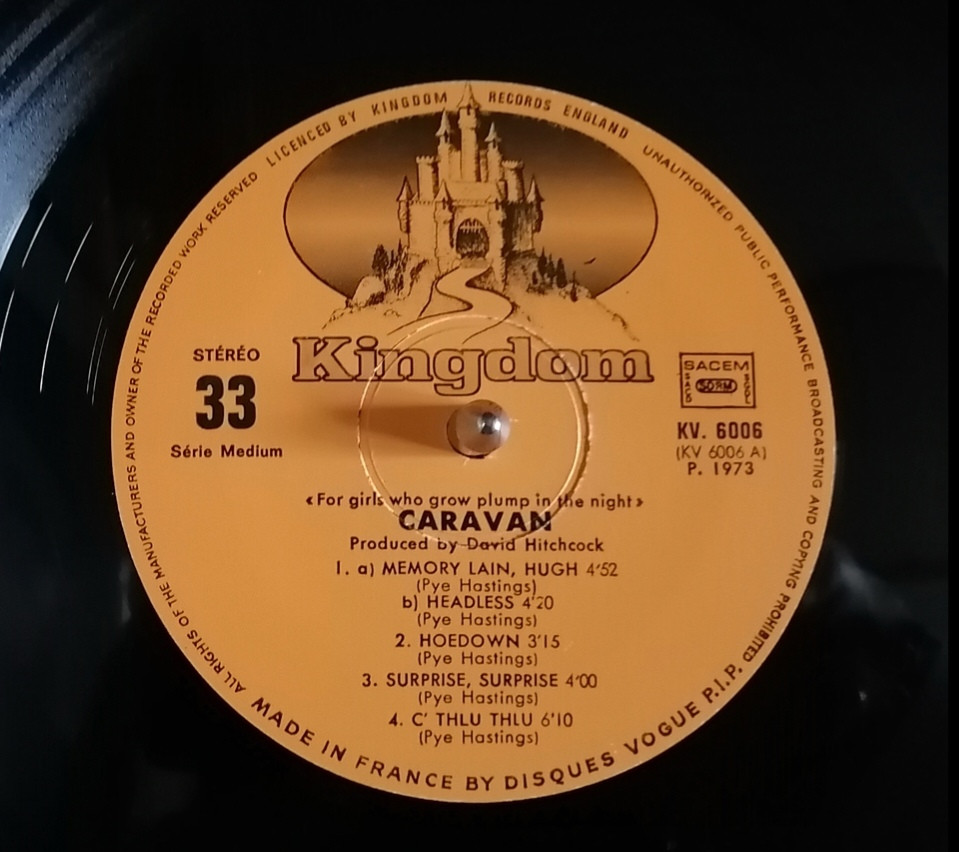 LICENCED BY KINGDOM RECORDS ENGLAND
UNAUTHORIZED PUBLIC PERFORMANCE BROADCASTING AND COPYING PROHIBITED
ALL RIGHTS OF THE MANUFACTURERS AND OWNER OF THE RECORDED WORK RESERVED
Kingdom
STÉRÉO
33
Série Medium
SACEM
SDRM
KV. 6006
(KV 6006 A)
P. 1973
«For girls who grow plump in the night»
CARAVAN
Produced by David Hitchcock
1. a) MEMORY LAIN, HUGH 4'52
(Pye Hastings)
b) HEADLESS 4'20
(Pye Hastings)
2. HOEDOWN 3'15
(Pye Hastings)
3. SURPRISE, SURPRISE 4'00
(Pye Hastings)
4. C' THLU THLU 6'10
(Pye Hastings)
MADE IN FRANCE BY DISQUES VOGUE P.I.P.